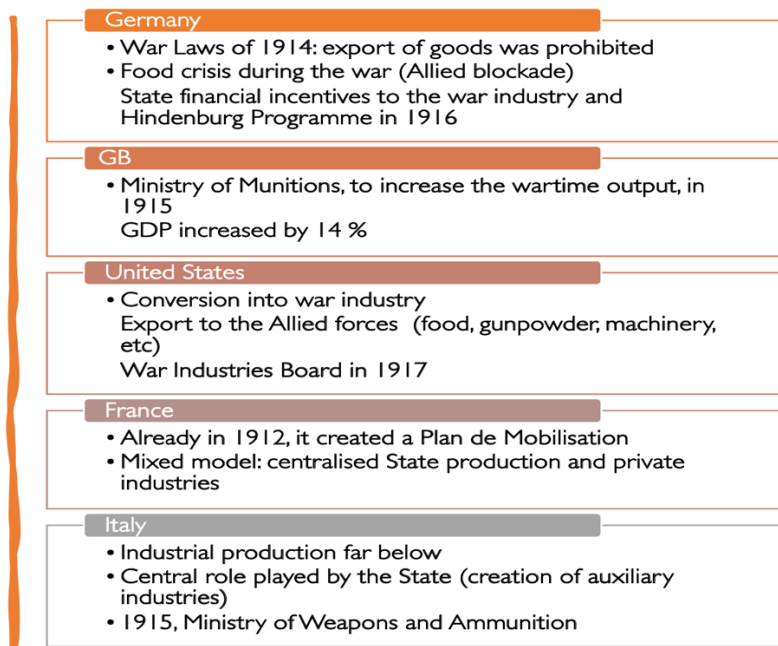 Germany
• War Laws of 1914: export of goods was prohibited
• Food crisis during the war (Allied blockade)
State financial incentives to the war industry and
Hindenburg Programme in 1916
GB
• Ministry of Munitions, to increase the wartime output, in
1915
GDP increased by 14 %
United States
• Conversion into war industry
Export to the Allied forces (food, gunpowder, machinery,
etc)
War Industries Board in 1917
France
• Already in 1912, it created a Plan de Mobilisation
• Mixed model: centralised State production and private
industries
Italy
• Industrial production far below
• Central role played by the State (creation of auxiliary
industries)
• 1915, Ministry of Weapons and Ammunition